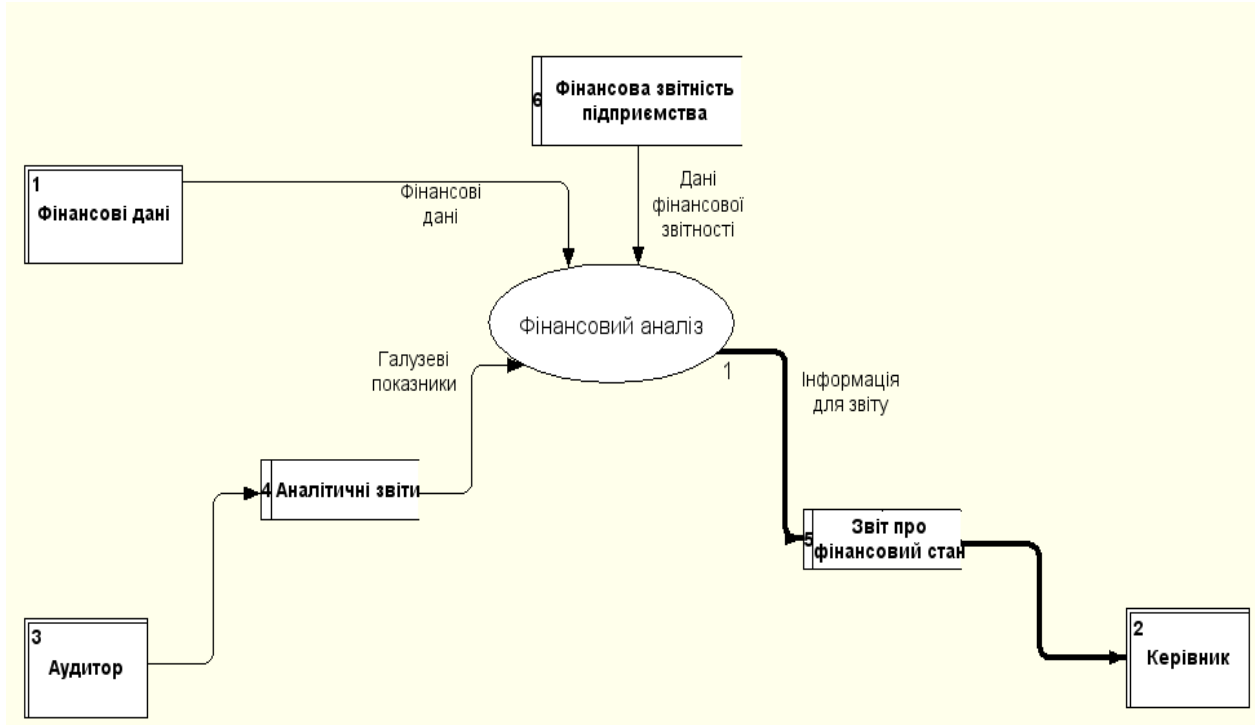 6
Фінансова звітність
підприємства
1
Фінансові дані
Фінансові
дані
Дані
фінансової
звітності
Фінансовий аналіз
1
Галузеві
показники
Інформація
для звіту
4 Аналітичні звіти
5
Звіт про
фінансовий стан
3
Аудитор
2
Керівник